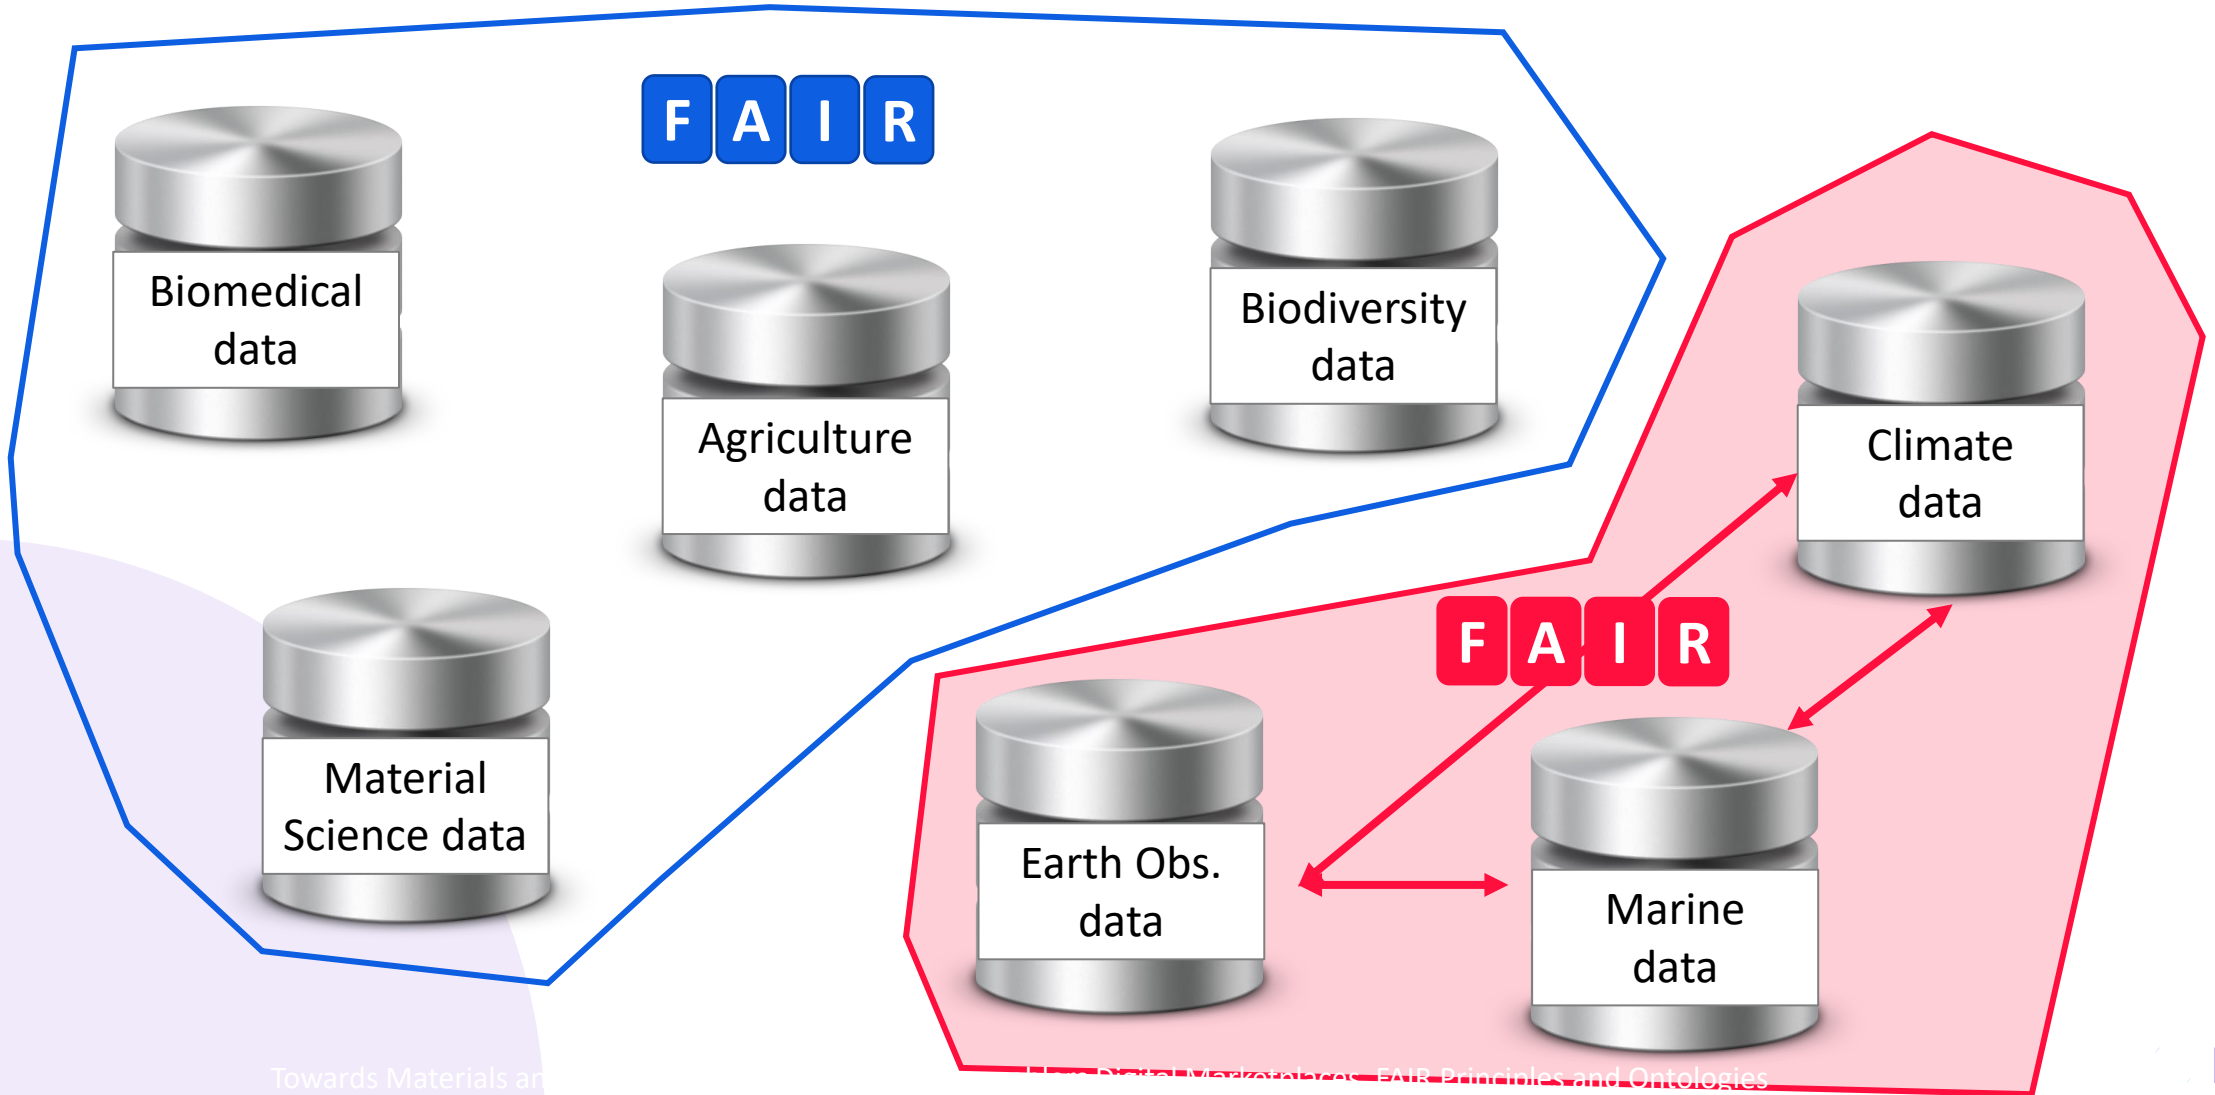 F A I R
Biomedical
data
Biodiversity
data
Agriculture
data
Climate
data
F A I R
Material
Science data
Earth Obs.
data
Marine
data
Towards Materials an
Digital Marketplaces, FAIR Principles and Ontologies